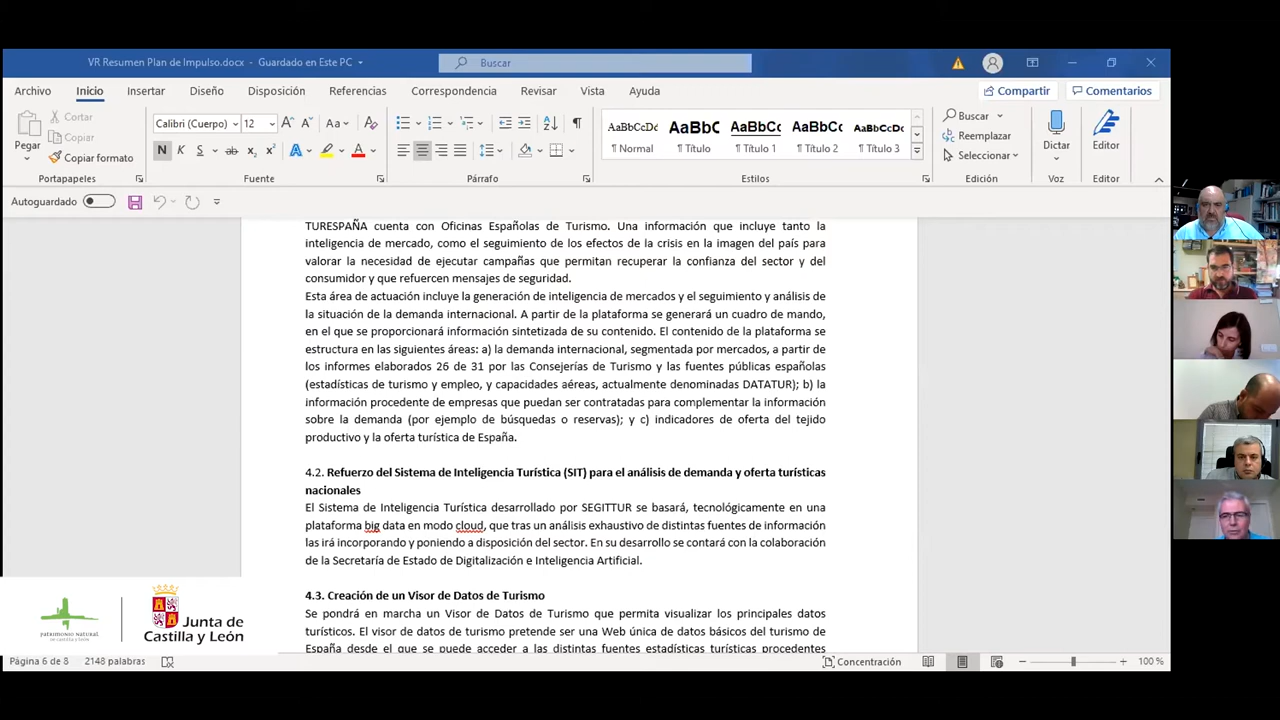 VR Resumen Plan de Impulso.docx - Guardado en Este PC
Buscar
Archivo Inicio Insertar Diseño Disposición Referencias Correspondencia Revisar Vista Ayuda Compartir Comentarios
Pegar
Cortar
Copiar
Copiar formato
Calibri (Cuerpo) 12
N K S ab x₂ x²
AaBbCcDd AaBbC AaBbCc AaBbC AaBbCcDc
¶ Normal ¶ Título ¶ Título 1 ¶ Título 2 ¶ Título 3
Buscar
Reemplazar
Seleccionar
Dictar
Editor
Portapapeles Fuente Párrafo Estilos Edición Voz Editor
Autoguardado
TURESPAÑA cuenta con Oficinas Españolas de Turismo. Una información que incluye tanto la
inteligencia de mercado, como el seguimiento de los efectos de la crisis en la imagen del país para
valorar la necesidad de ejecutar campañas que permitan recuperar la confianza del sector y del
consumidor y que refuercen mensajes de seguridad.
Esta área de actuación incluye la generación de inteligencia de mercados y el seguimiento y análisis de
la situación de la demanda internacional. A partir de la plataforma se generará un cuadro de mando,
en el que se proporcionará información sintetizada de su contenido. El contenido de la plataforma se
estructura en las siguientes áreas: a) la demanda internacional, segmentada por mercados, a partir de
los informes elaborados 26 de 31 por las Consejerías de Turismo y las fuentes públicas españolas
(estadísticas de turismo y empleo, y capacidades aéreas, actualmente denominadas DATATUR); b) la
información procedente de empresas que puedan ser contratadas para complementar la información
sobre la demanda (por ejemplo de búsquedas o reservas); y c) indicadores de oferta del tejido
productivo y la oferta turística de España.
4.2. Refuerzo del Sistema de Inteligencia Turística (SIT) para el análisis de demanda y oferta turísticas
nacionales
El Sistema de Inteligencia Turística desarrollado por SEGITTUR se basará, tecnológicamente en una
plataforma big data en modo cloud, que tras un análisis exhaustivo de distintas fuentes de información
las irá incorporando y poniendo a disposición del sector. En su desarrollo se contará con la colaboración
de la Secretaría de Estado de Digitalización e Inteligencia Artificial.
4.3. Creación de un Visor de Datos de Turismo
Se pondrá en marcha un Visor de Datos de Turismo que permita visualizar los principales datos
turísticos. El visor de datos de turismo pretende ser una Web única de datos básicos del turismo de
España desde el que se puede acceder a las distintas fuentes estadísticas turísticas procedentes
PATRIMONIO NATURAL
de castilla y león
Junta de
Castilla y León
Página 6 de 8 2148 palabras Concentración 100 %